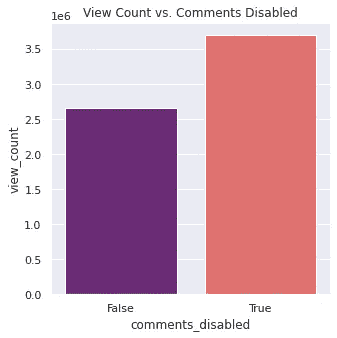 View Count vs. Comments Disabled
1e6
3.5
3.0
2.5
2.0
1.5
1.0
0.5
0.0
view_count
False True
comments_disabled